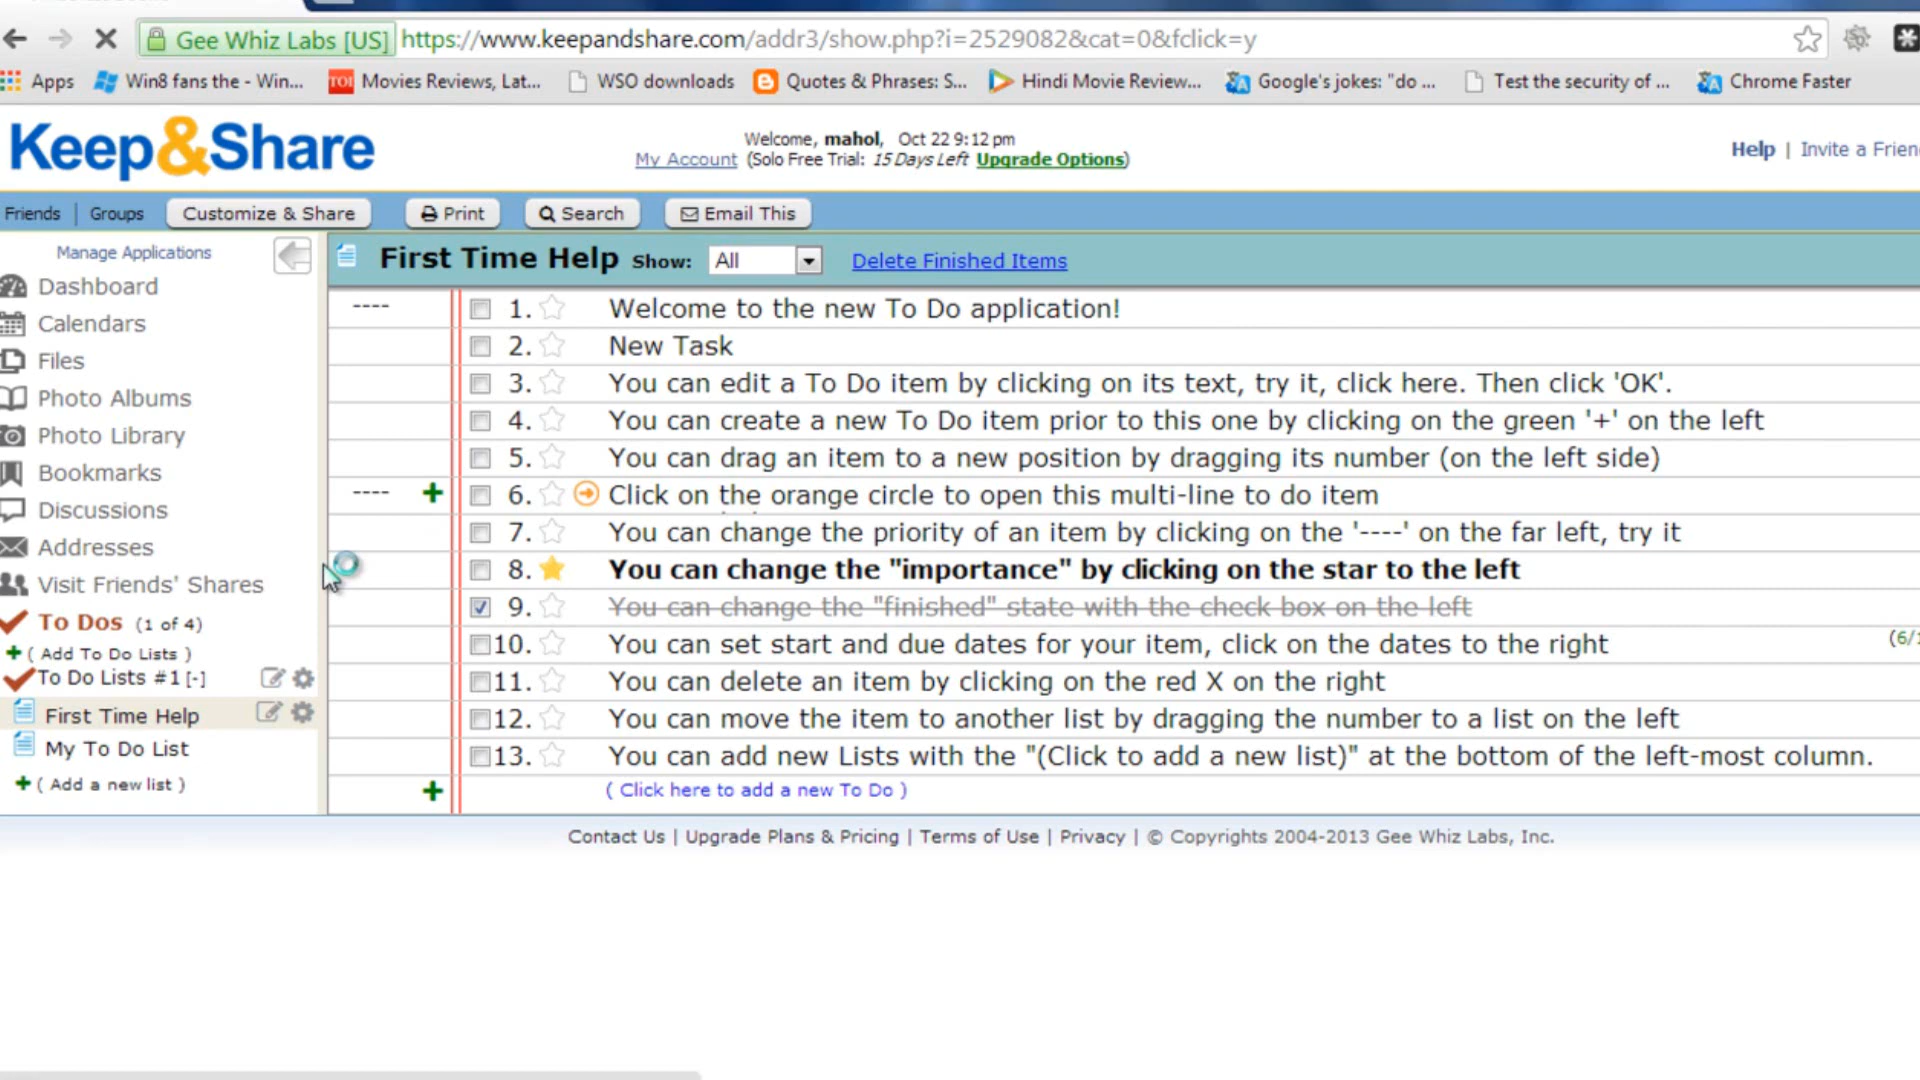 Gee Whiz Labs [US] https://www.keepandshare.com/addr3/show.php?i=2529082&cat=0&fclick=y
Apps Win8 fans the - Win... TOI Movies Reviews, Lat... WSO downloads Quotes & Phrases: S... Hindi Movie Review... Google's jokes: "do ... Test the security of ... Chrome Faster
Keep&Share
Welcome, mahol, Oct 22 9:12 pm
My Account (Solo Free Trial: 15 Days Left Upgrade Options)
Help | Invite a Frien
Friends | Groups Customize & Share Print Search Email This
Manage Applications
Dashboard
Calendars
Files
Photo Albums
Photo Library
Bookmarks
Discussions
Addresses
Visit Friends' Shares
To Dos (1 of 4)
+ ( Add To Do Lists )
To Do Lists #1 [-]
First Time Help
My To Do List
+ ( Add a new list )
First Time Help Show: All Delete Finished Items
---- 1. Welcome to the new To Do application!
2. New Task
3. You can edit a To Do item by clicking on its text, try it, click here. Then click 'OK'.
4. You can create a new To Do item prior to this one by clicking on the green '+' on the left
5. You can drag an item to a new position by dragging its number (on the left side)
---- + 6. Click on the orange circle to open this multi-line to do item
7. You can change the priority of an item by clicking on the '----' on the far left, try it
8. You can change the "importance" by clicking on the star to the left
9. You can change the "finished" state with the check box on the left
10. You can set start and due dates for your item, click on the dates to the right (6/1
11. You can delete an item by clicking on the red X on the right
12. You can move the item to another list by dragging the number to a list on the left
13. You can add new Lists with the "(Click to add a new list)" at the bottom of the left-most column.
+ ( Click here to add a new To Do )
Contact Us | Upgrade Plans & Pricing | Terms of Use | Privacy | © Copyrights 2004-2013 Gee Whiz Labs, Inc.